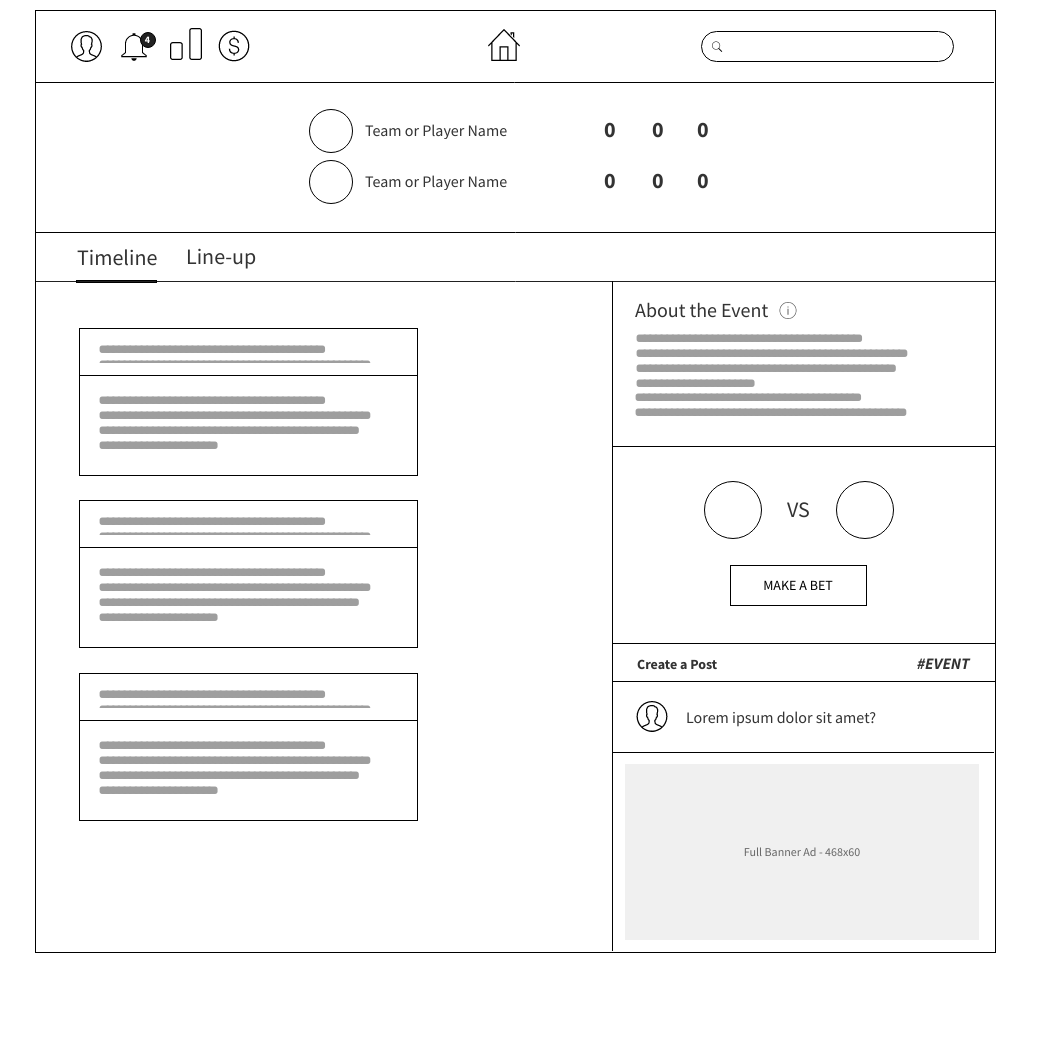 4
$
Team or Player Name 0 0 0
Team or Player Name 0 0 0
Timeline Line-up
About the Event i
VS
MAKE A BET
Create a Post #EVENT
Lorem ipsum dolor sit amet?
Full Banner Ad - 468x60